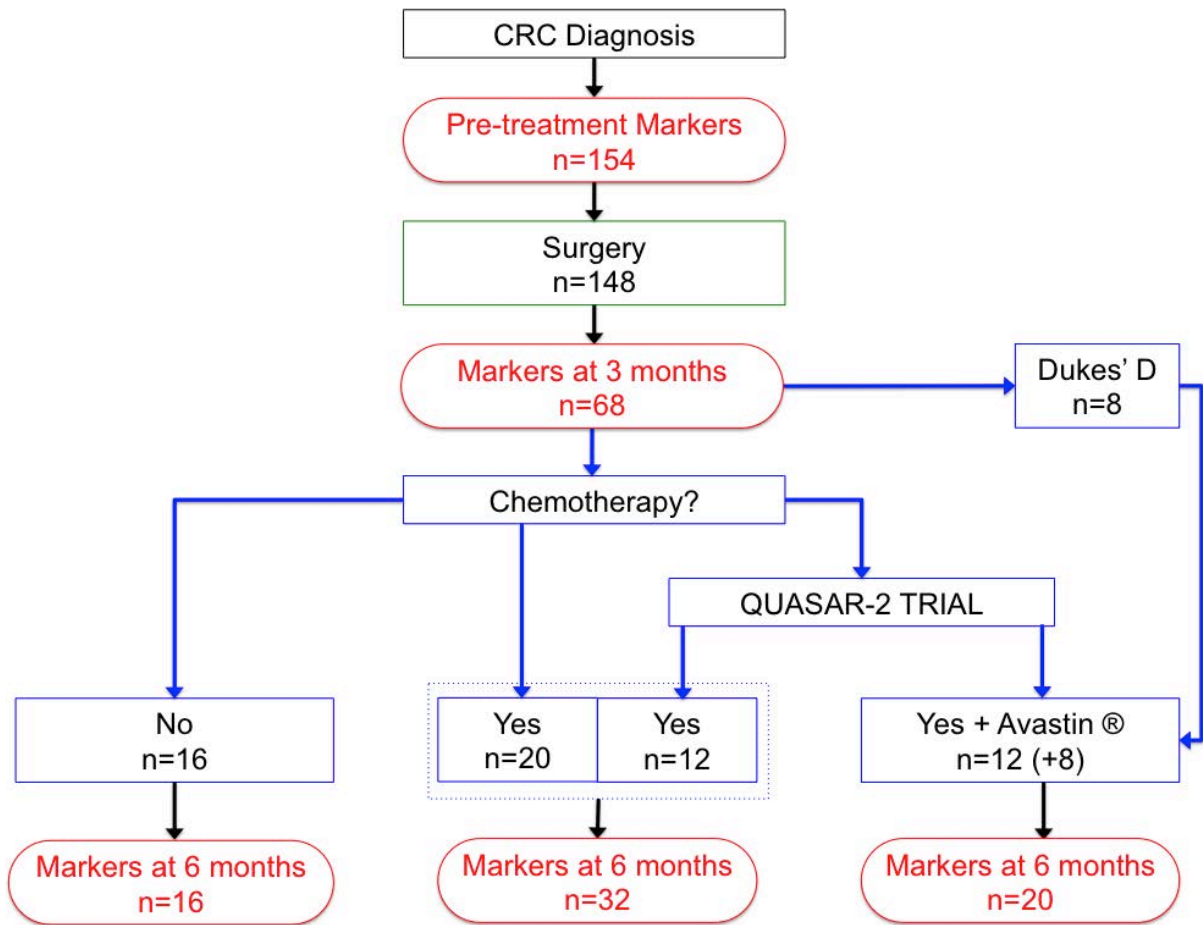 CRC Diagnosis
Pre-treatment Markers
n=154
Surgery
n=148
Markers at 3 months
n=68
Dukes’ D
n=8
Chemotherapy?
QUASAR-2 TRIAL
No
n=16
Yes
n=20
Yes
n=12
Yes + Avastin ®
n=12 (+8)
Markers at 6 months
n=16
Markers at 6 months
n=32
Markers at 6 months
n=20